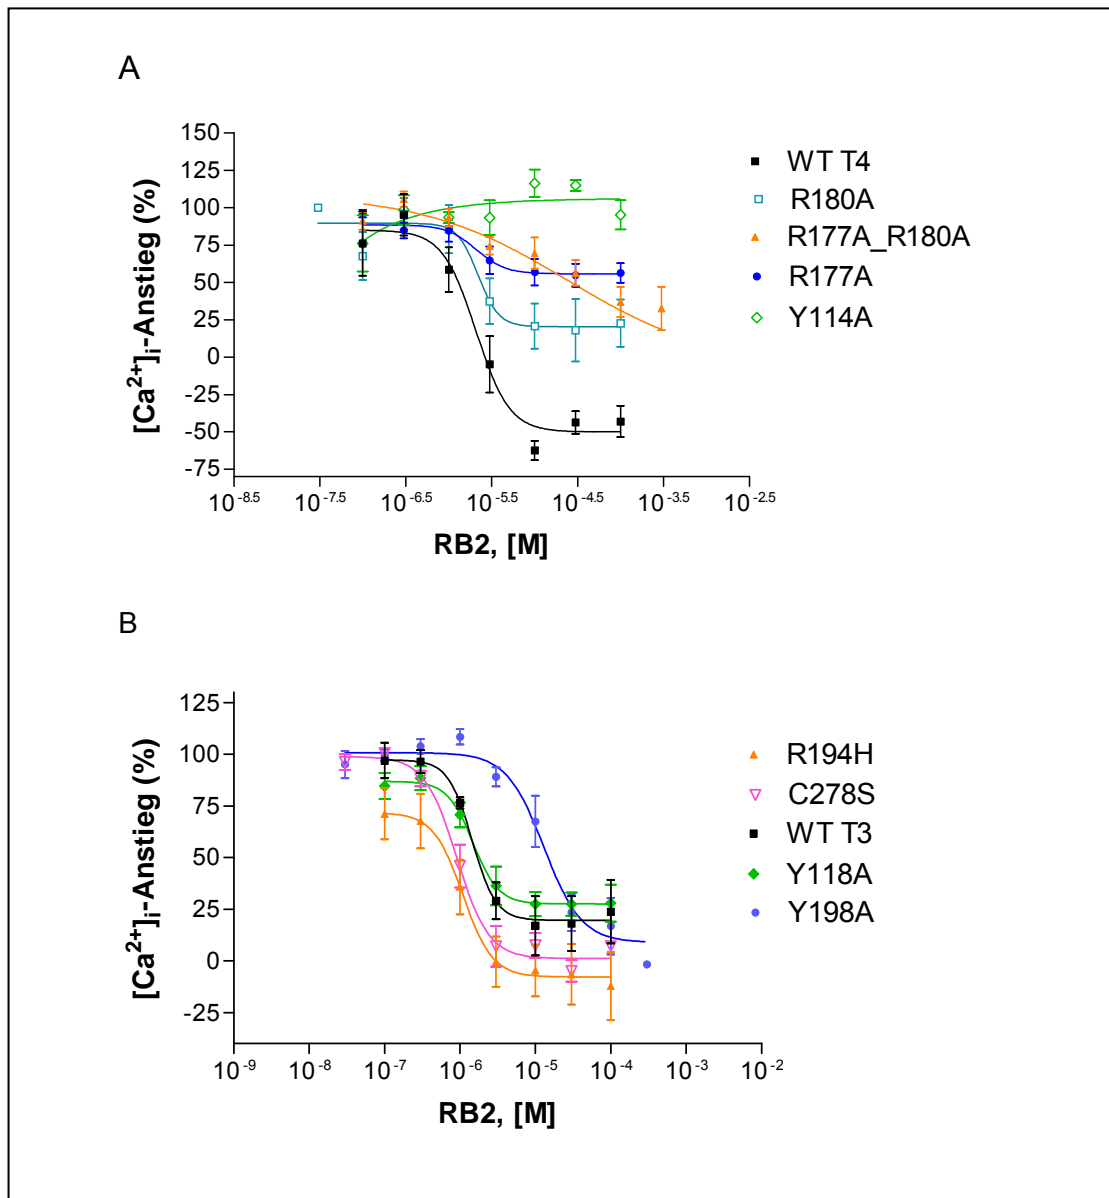 A
150
125
100
75
50
25
0
-25
-50
-75
[Ca²⁺]ᵢ-Anstieg (%)
10⁻⁸·⁵ 10⁻⁷·⁵ 10⁻⁶·⁵ 10⁻⁵·⁵ 10⁻⁴·⁵ 10⁻³·⁵ 10⁻²·⁵
RB2, [M]
WT T4
R180A
R177A_R180A
R177A
Y114A
B
125
100
75
50
25
0
-25
[Ca²⁺]ᵢ-Anstieg (%)
10⁻⁹ 10⁻⁸ 10⁻⁷ 10⁻⁶ 10⁻⁵ 10⁻⁴ 10⁻³ 10⁻²
RB2, [M]
R194H
C278S
WT T3
Y118A
Y198A